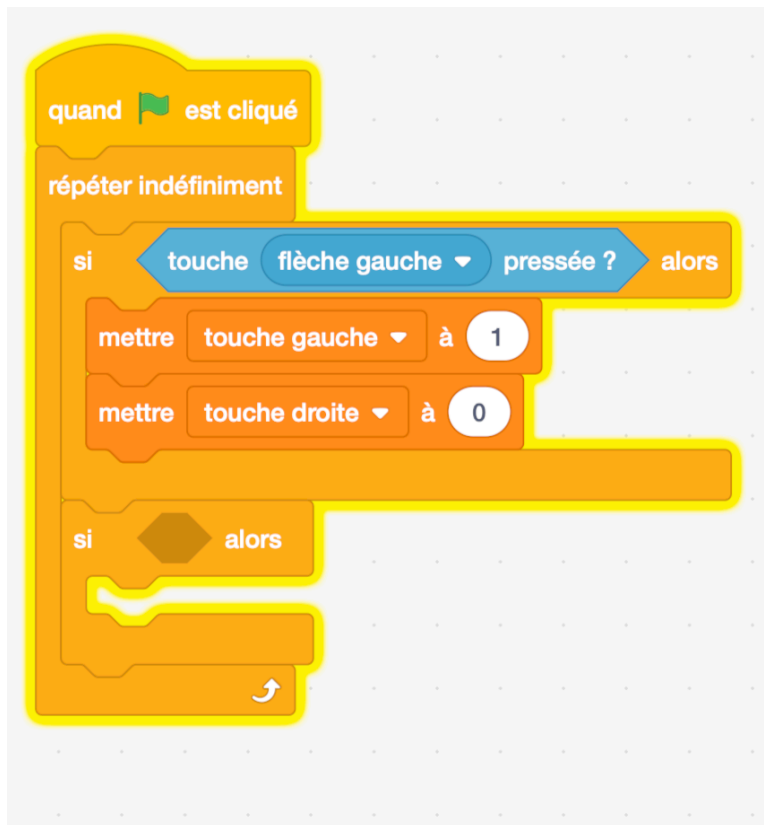 quand est cliqué
répéter indéfiniment
si touche flèche gauche pressée ? alors
mettre touche gauche à 1
mettre touche droite à 0
si alors